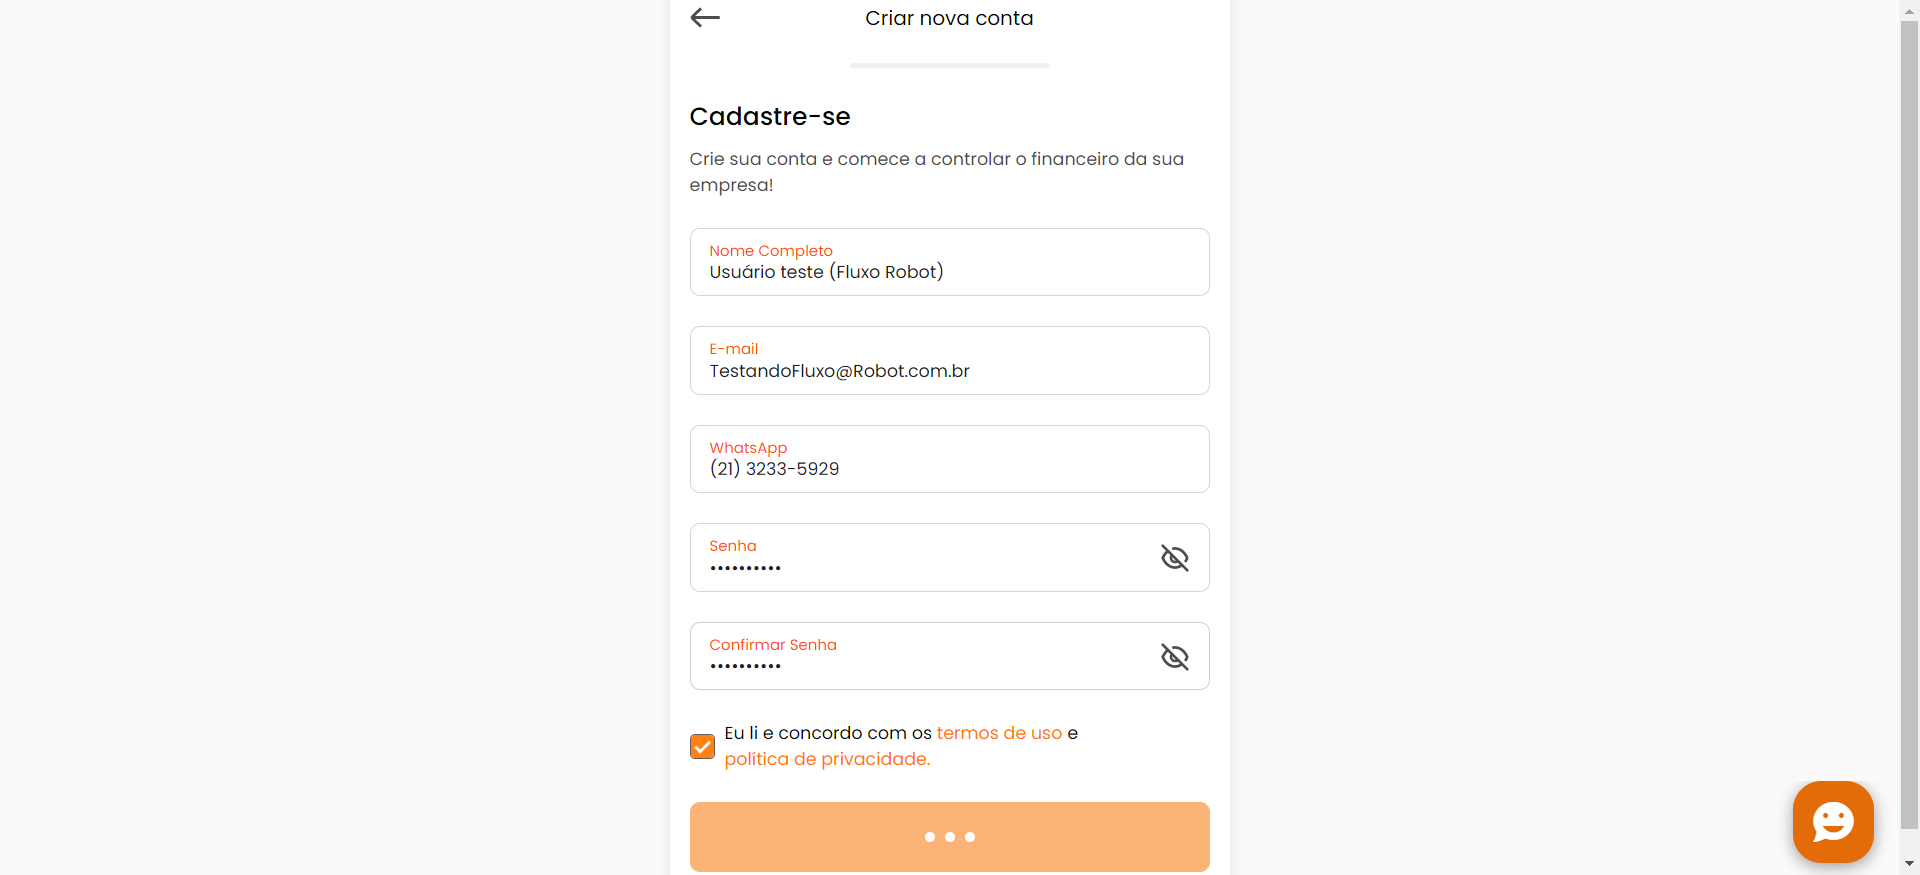 Criar nova conta
Cadastre-se
Crie sua conta e comece a controlar o financeiro da sua
empresa!
Nome Completo
Usuário teste (Fluxo Robot)
E-mail
TestandoFluxo@Robot.com.br
WhatsApp
(21) 3233-5929
Senha
••••••••••
Confirmar Senha
••••••••••
Eu li e concordo com os termos de uso e
política de privacidade.